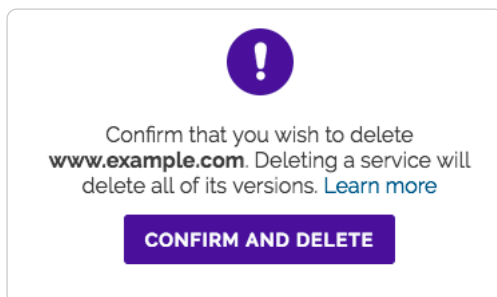 !
Confirm that you wish to delete
www.example.com. Deleting a service will
delete all of its versions. Learn more
CONFIRM AND DELETE